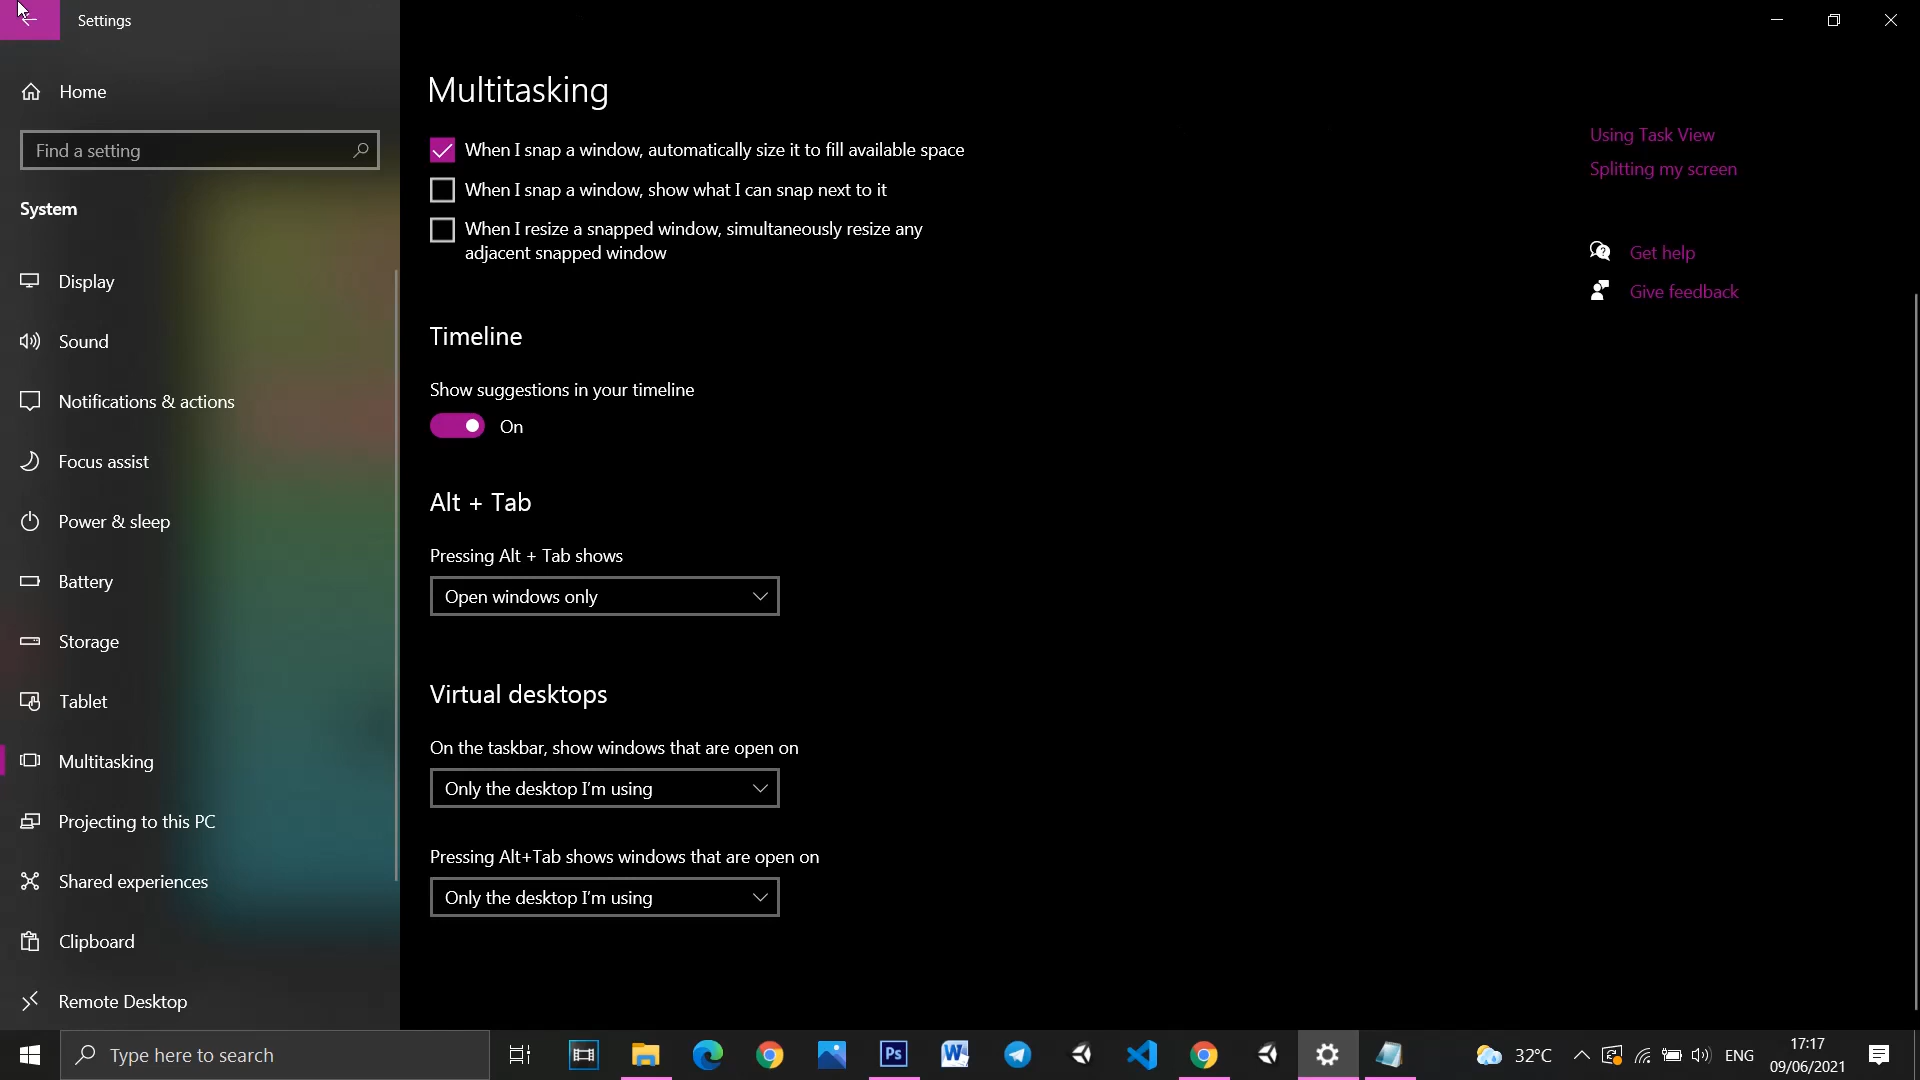 Settings
Home
Find a setting
System
Display
Sound
Notifications & actions
Focus assist
Power & sleep
Battery
Storage
Tablet
Multitasking
Projecting to this PC
Shared experiences
Clipboard
Remote Desktop
Multitasking
When I snap a window, automatically size it to fill available space
When I snap a window, show what I can snap next to it
When I resize a snapped window, simultaneously resize any
adjacent snapped window
Timeline
Show suggestions in your timeline
On
Alt + Tab
Pressing Alt + Tab shows
Open windows only
Virtual desktops
On the taskbar, show windows that are open on
Only the desktop I'm using
Pressing Alt+Tab shows windows that are open on
Only the desktop I'm using
Using Task View
Splitting my screen
Get help
Give feedback
Type here to search
Ps
W
32°C
ENG
17:17
09/06/2021